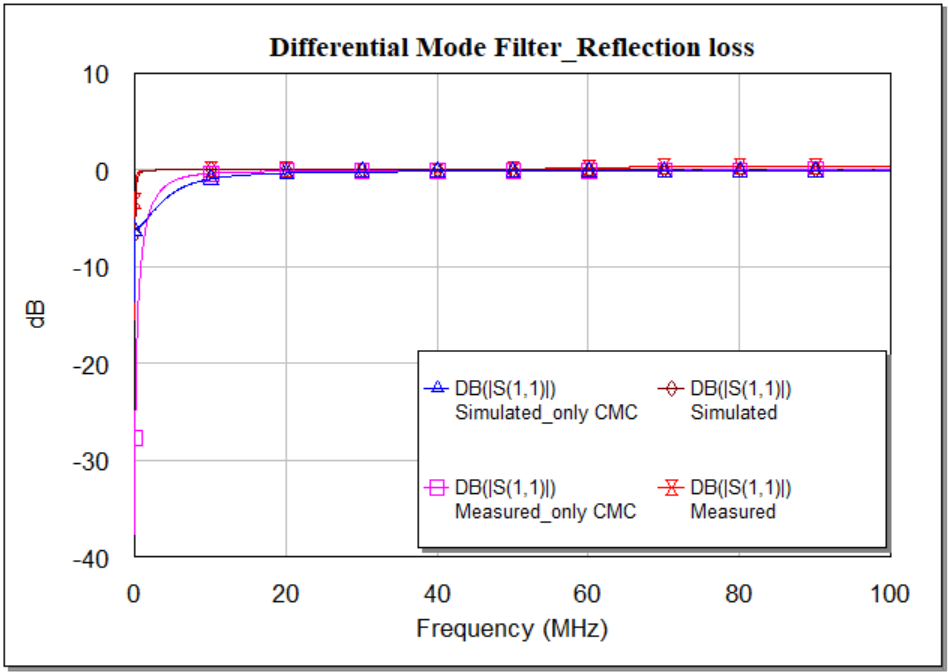 Differential Mode Filter_Reflection loss
10
0
-10
-20
-30
-40
dB
0 20 40 60 80 100
Frequency (MHz)
DB(|S(1,1)|) DB(|S(1,1)|)
Simulated_only CMC Simulated
DB(|S(1,1)|) DB(|S(1,1)|)
Measured_only CMC Measured